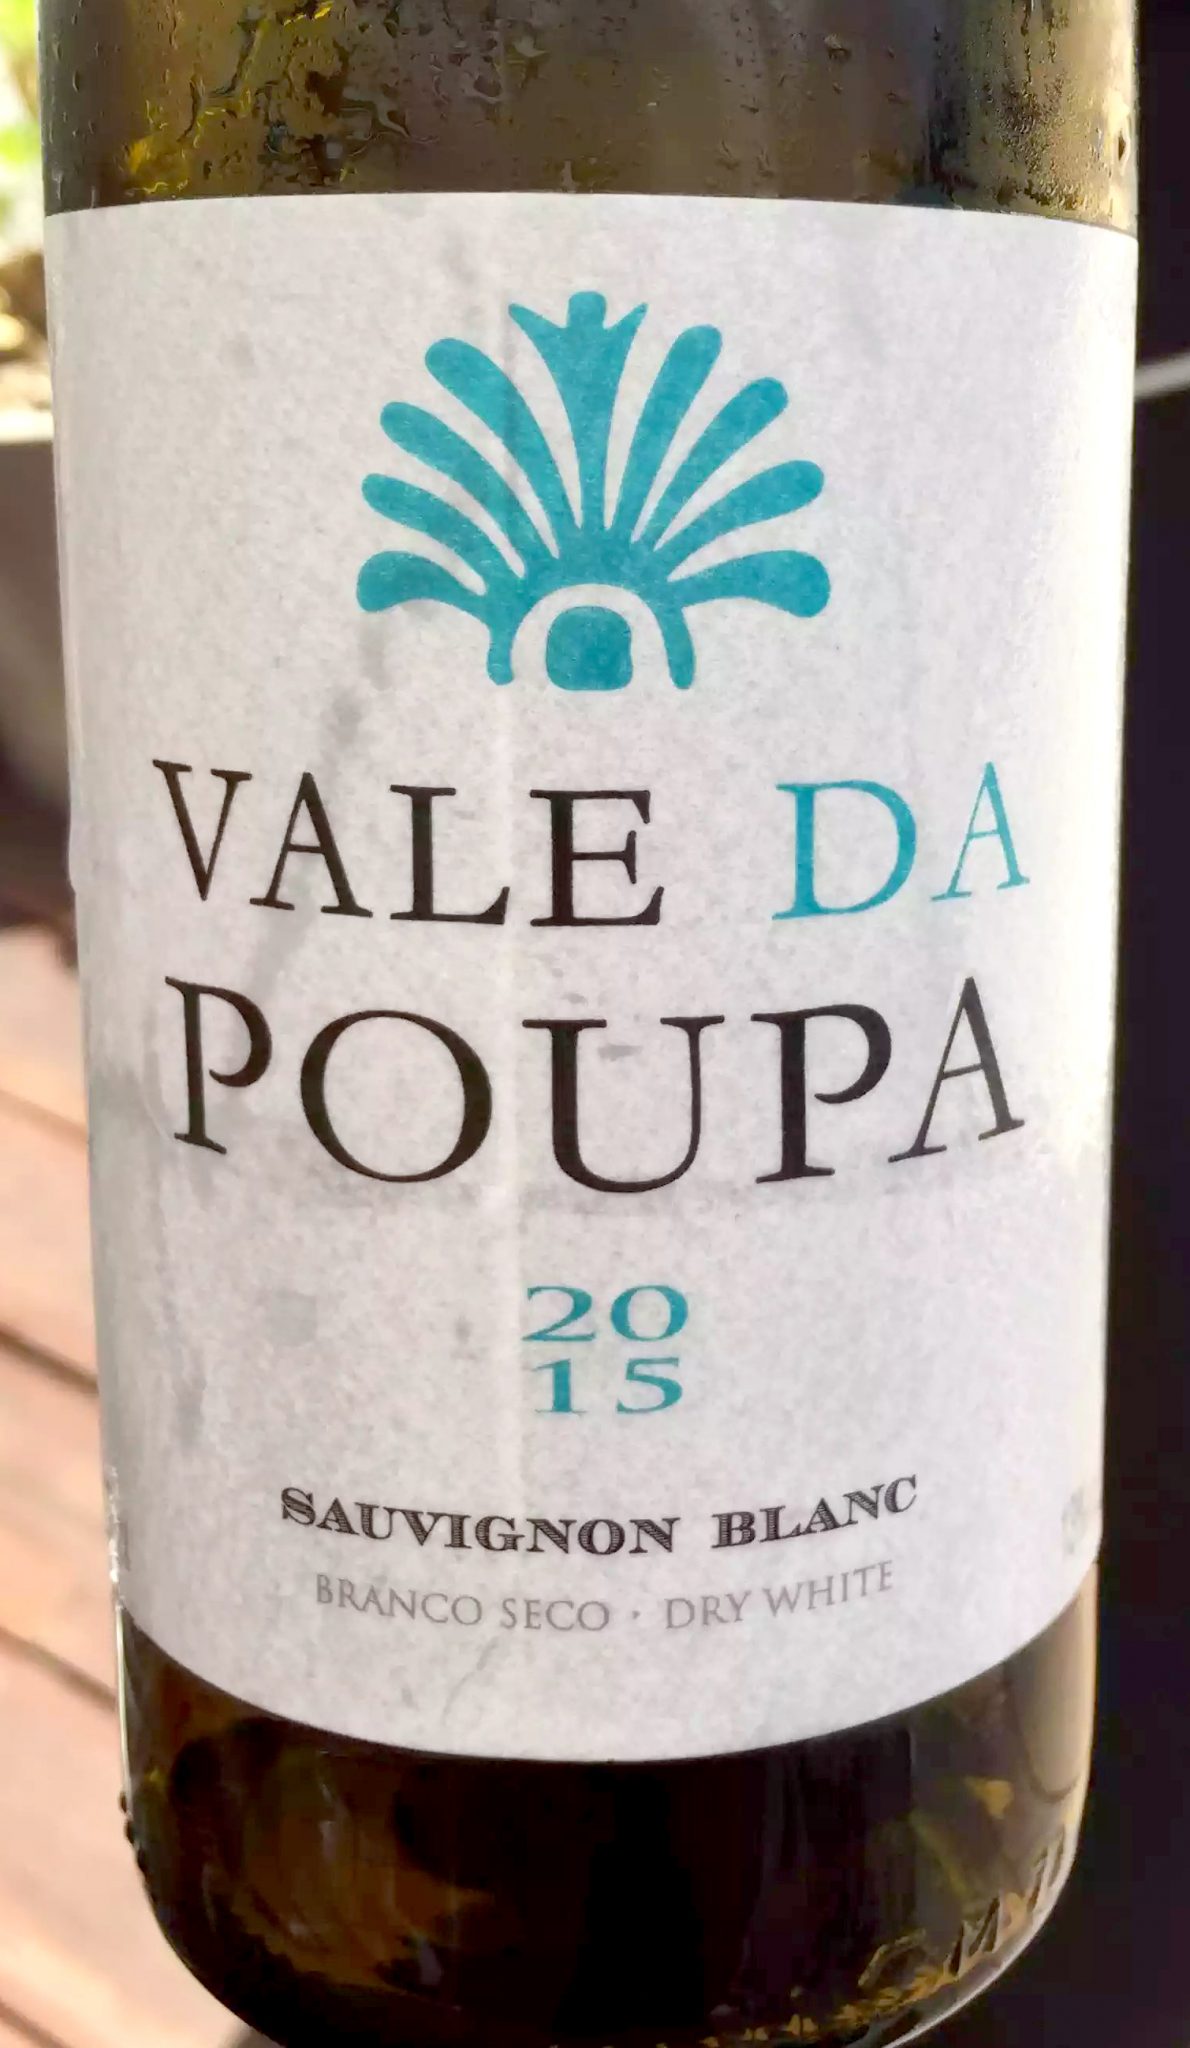 VALE DA
POUPA
20
15
SAUVIGNON BLANC
BRANCO SECO · DRY WHITE